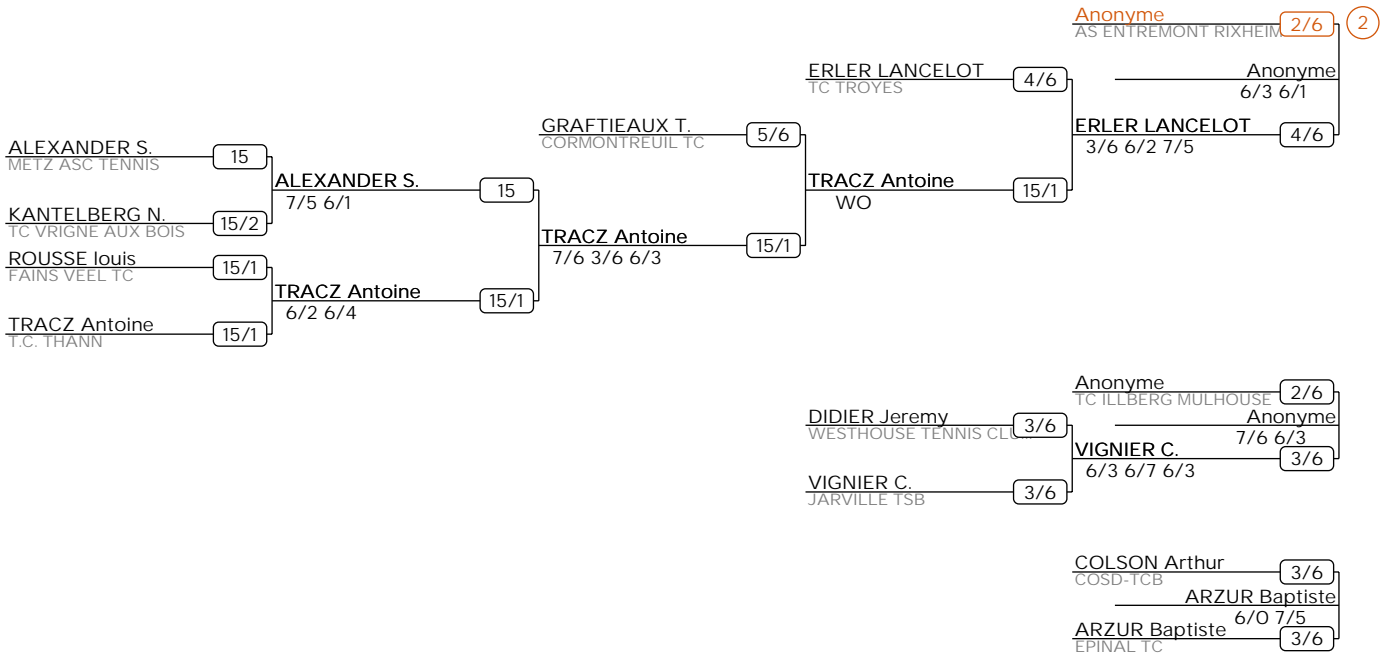 Anonyme
AS ENTREMONT RIXHEIM
2/6
2
ERLER LANCELOT
TC TROYES
4/6
Anonyme
6/3 6/1
GRAFTIEAUX T.
CORMONTREUIL TC
5/6
ERLER LANCELOT
3/6 6/2 7/5
4/6
ALEXANDER S.
METZ ASC TENNIS
15
ALEXANDER S.
7/5 6/1
15
TRACZ Antoine
WO
15/1
KANTELBERG N.
TC VRIGNE AUX BOIS
15/2
TRACZ Antoine
7/6 3/6 6/3
15/1
ROUSSE louis
FAINS VEEL TC
15/1
TRACZ Antoine
6/2 6/4
15/1
TRACZ Antoine
T.C. THANN
15/1
Anonyme
TC ILLBERG MULHOUSE
2/6
DIDIER Jeremy
WESTHOUSE TENNIS CLU...
3/6
Anonyme
7/6 6/3
VIGNIER C.
6/3 6/7 6/3
3/6
VIGNIER C.
JARVILLE TSB
3/6
COLSON Arthur
COSD-TCB
3/6
ARZUR Baptiste
6/0 7/5
ARZUR Baptiste
EPINAL TC
3/6